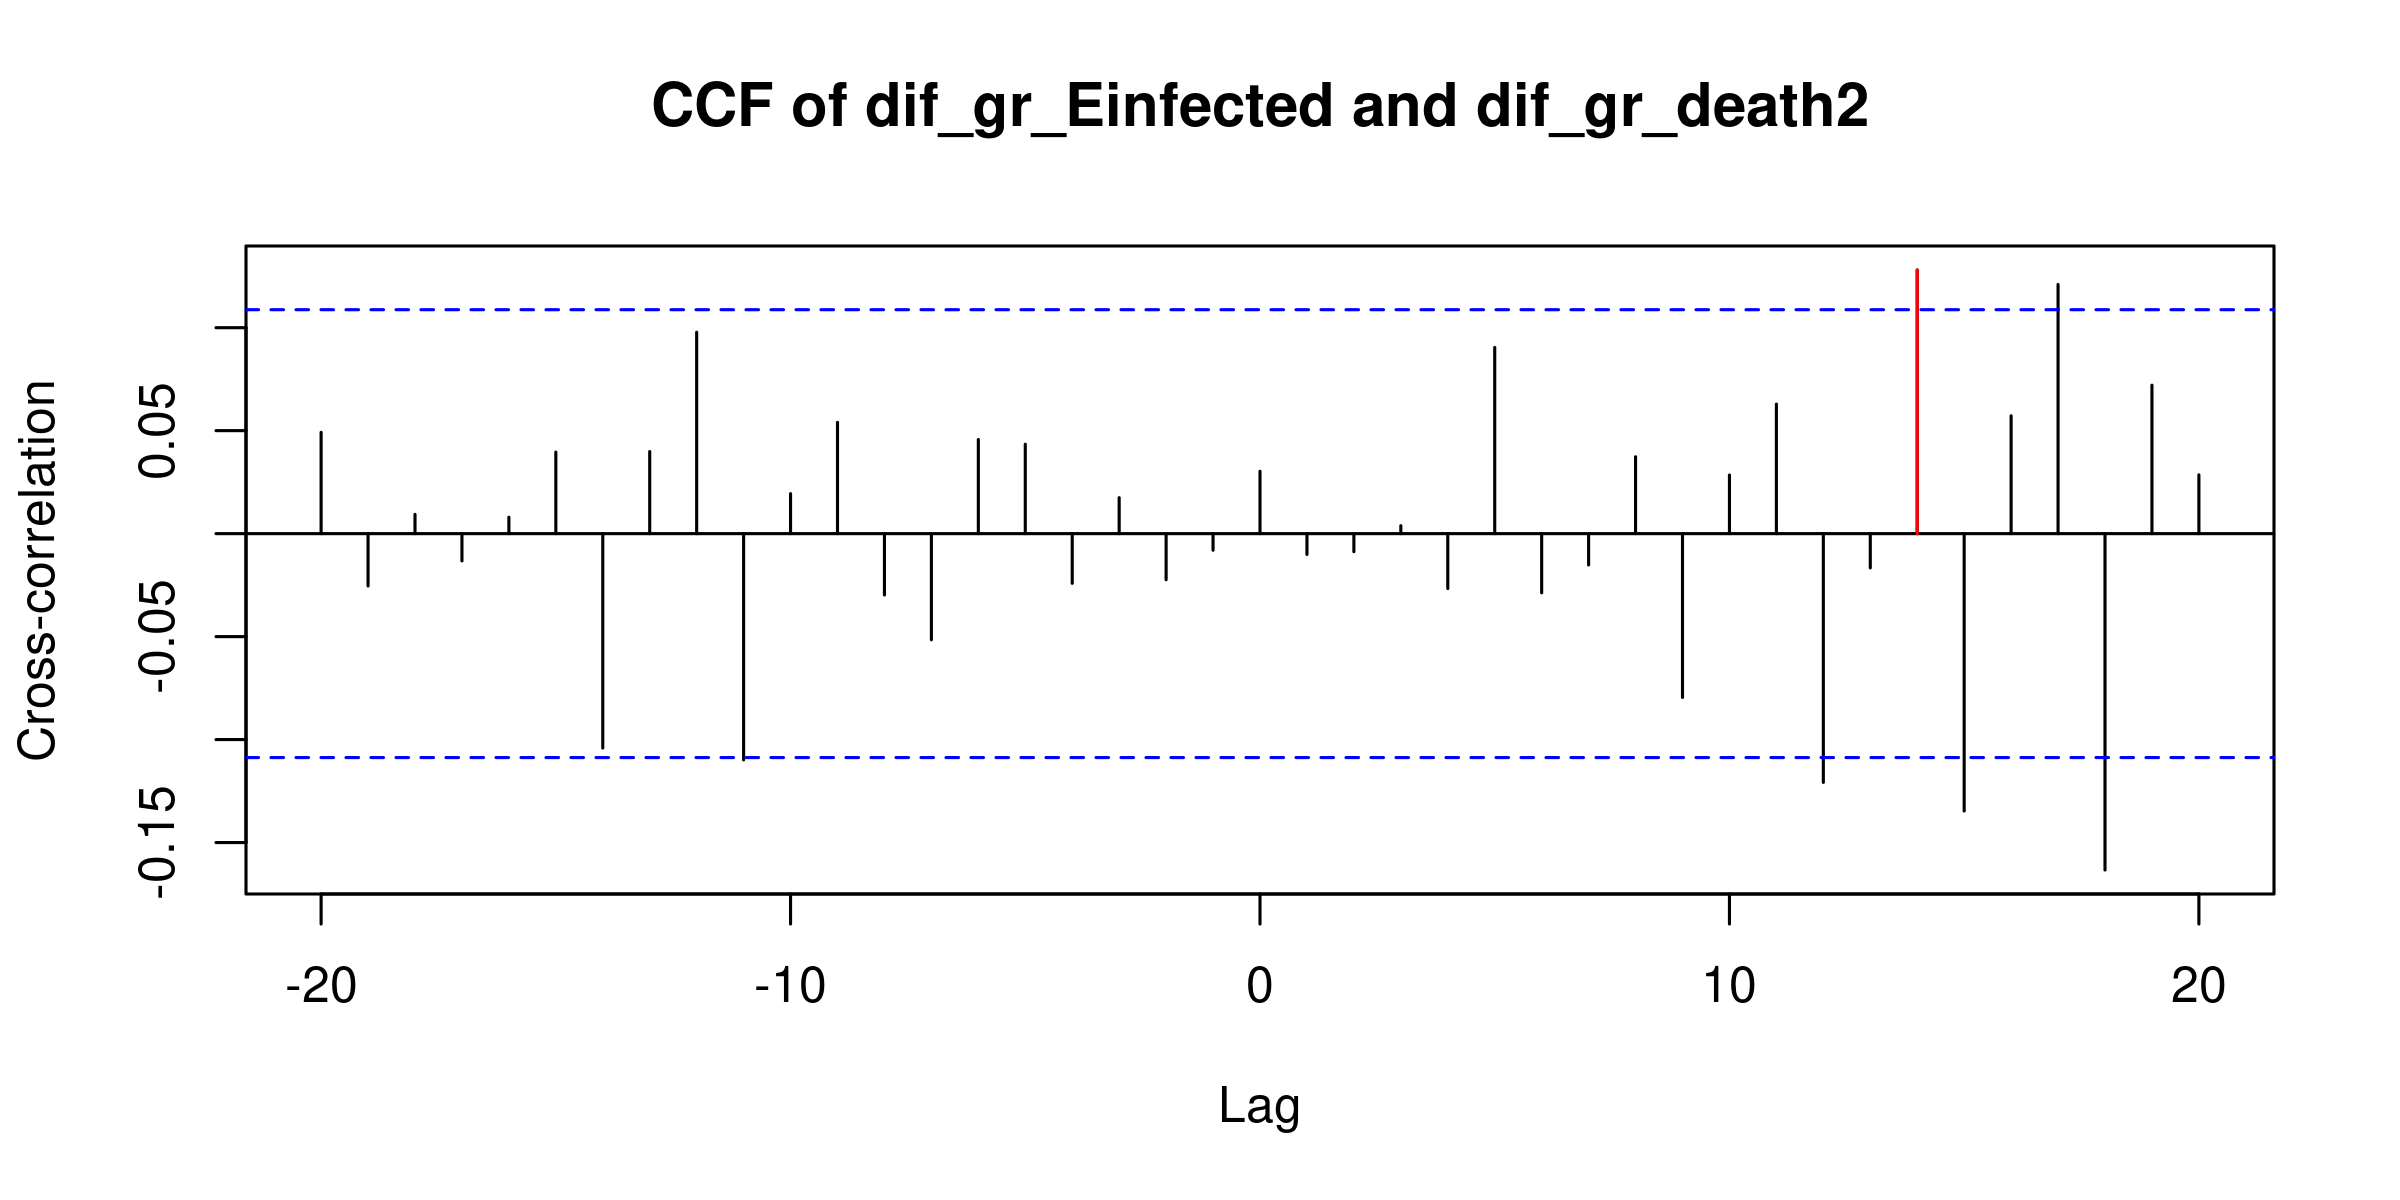 CCF of dif_gr_Einfected and dif_gr_death2
Cross-correlation
0.05
-0.05
-0.15
-20 -10 0 10 20
Lag